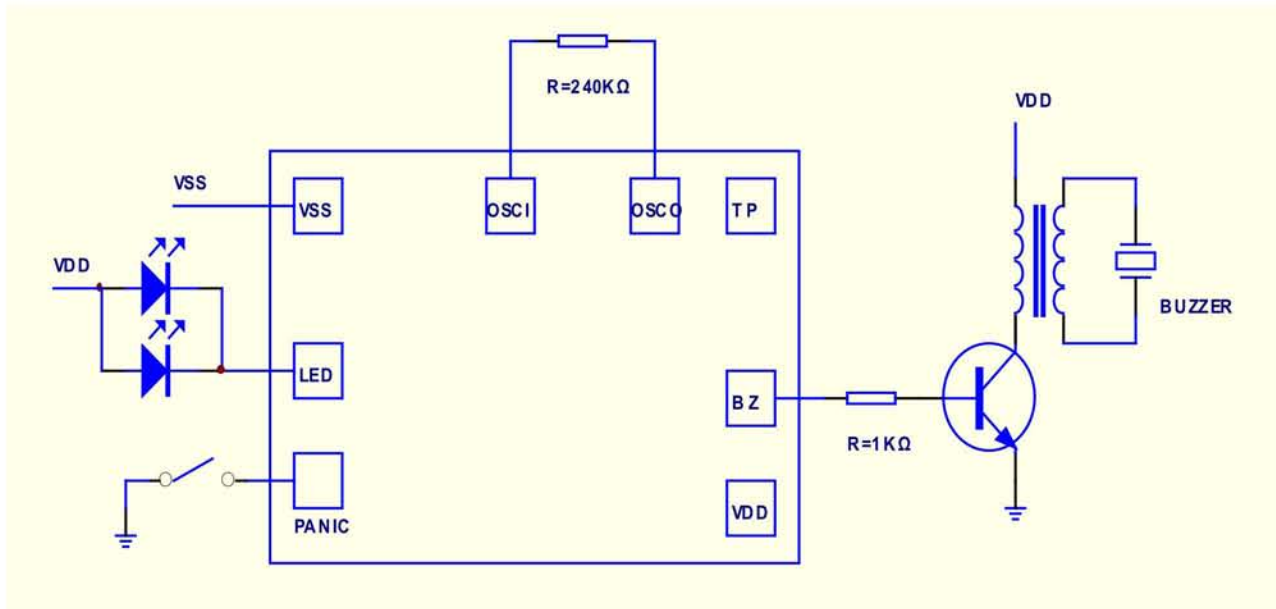 R=240KΩ
VDD
VSS
VSS
OSCI
OSCO
TP
VDD
BUZZER
LED
BZ
R=1KΩ
PANIC
VDD